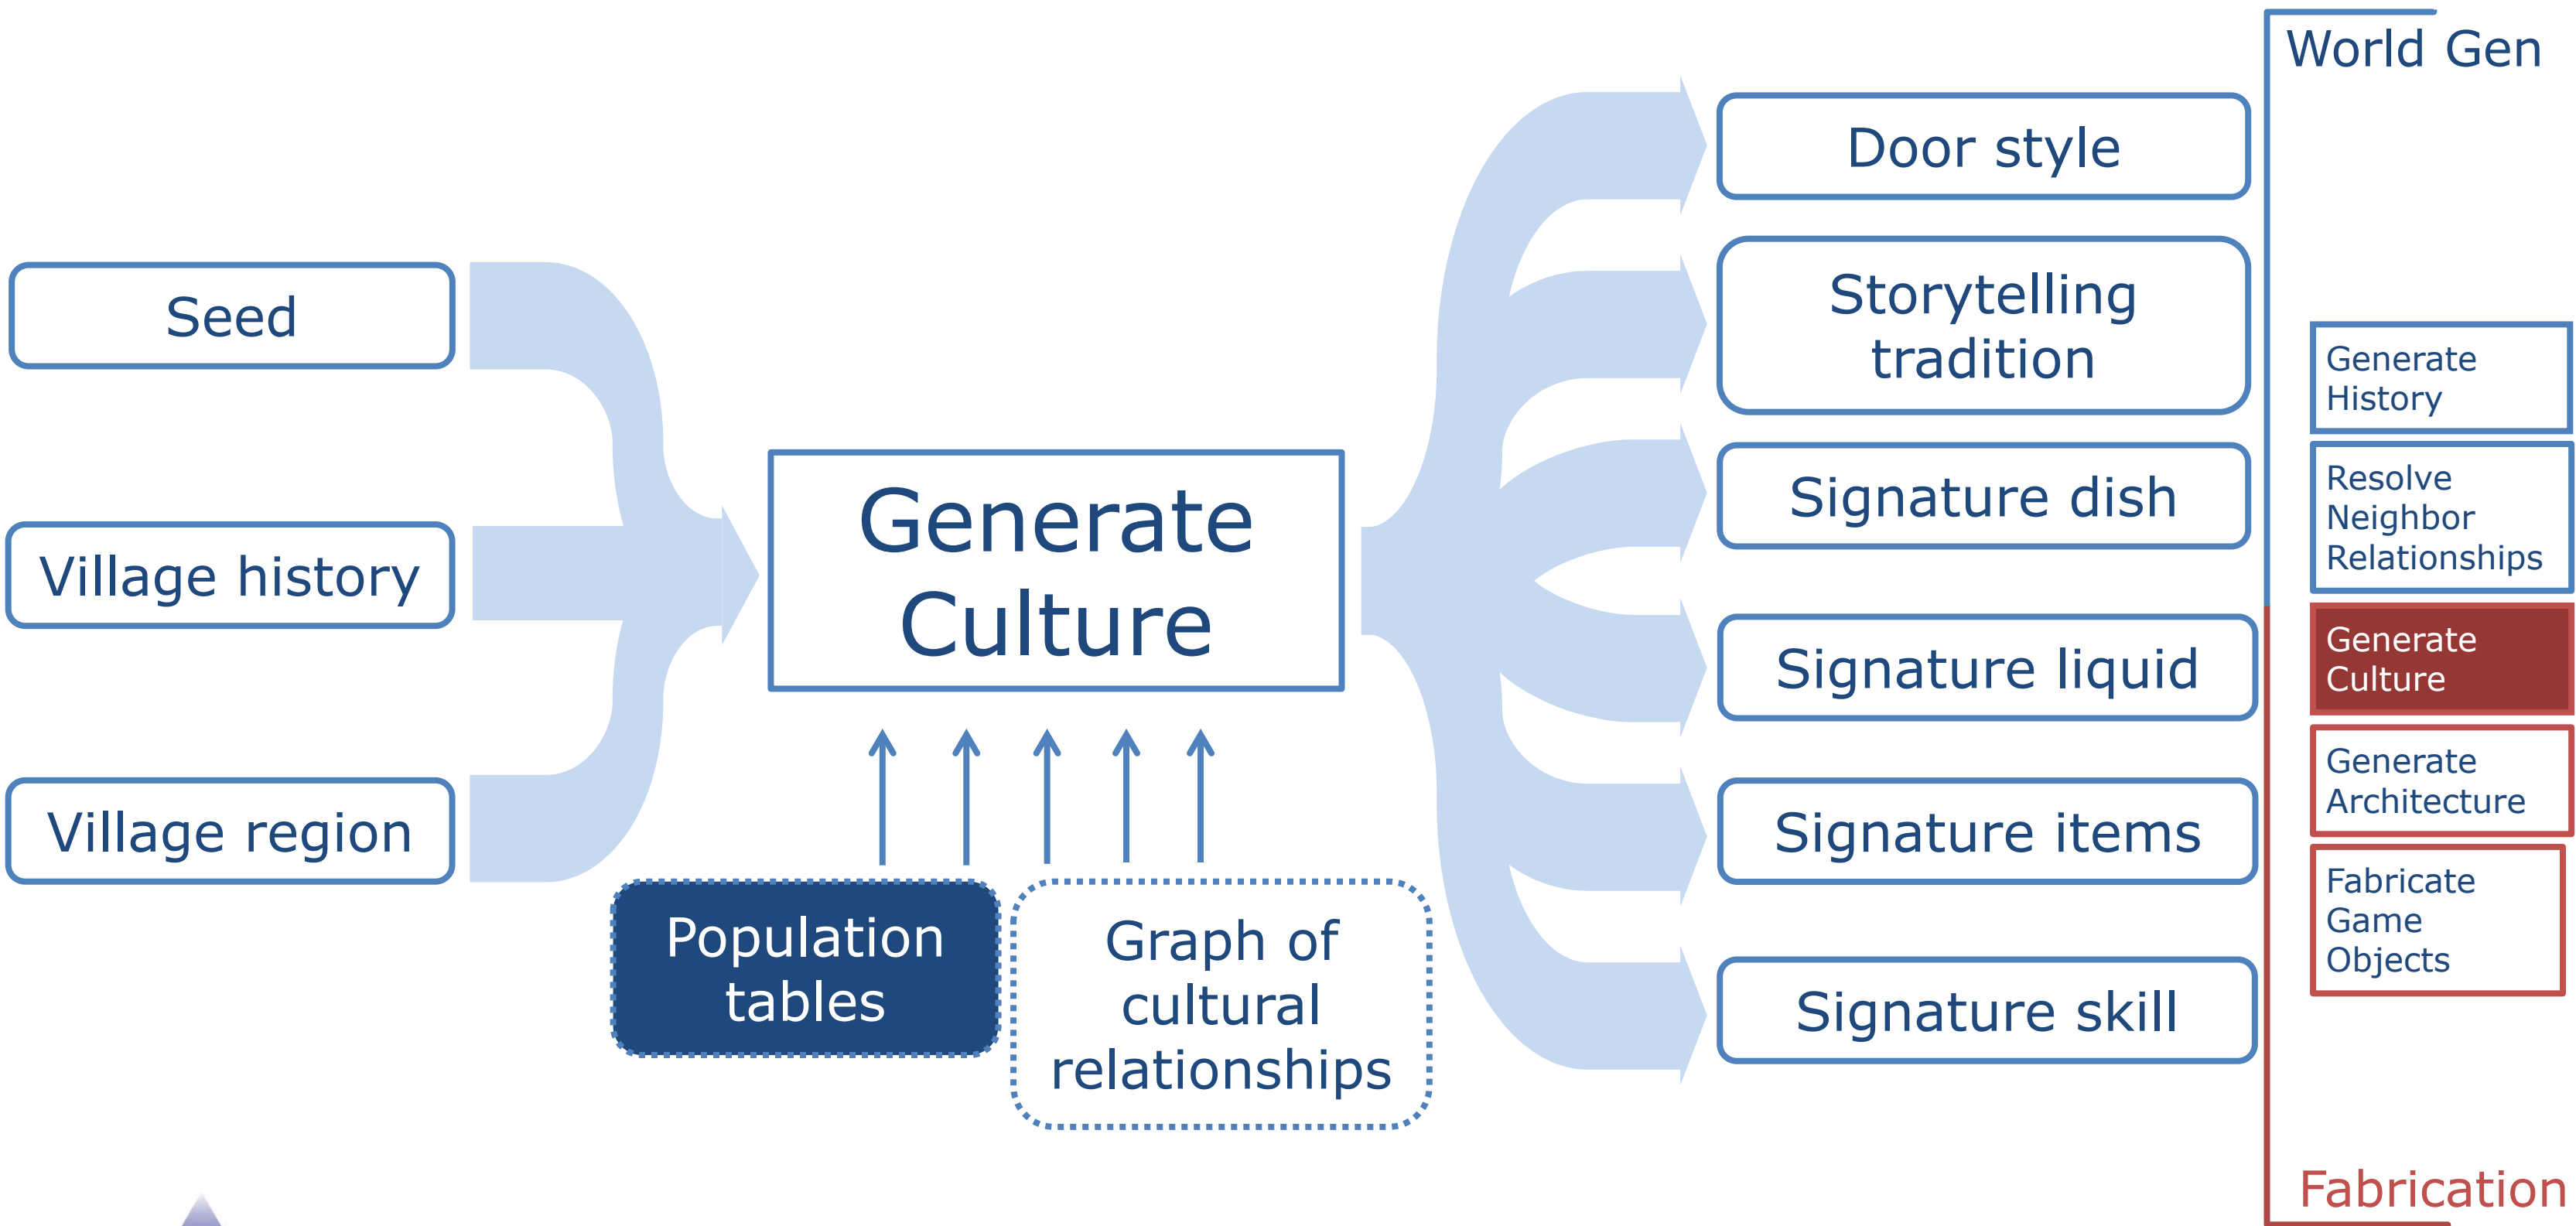 Seed
Village history
Village region
Generate
Culture
Population
tables
Graph of
cultural
relationships
Door style
Storytelling
tradition
Signature dish
Signature liquid
Signature items
Signature skill
World Gen
Generate
History
Resolve
Neighbor
Relationships
Generate
Culture
Generate
Architecture
Fabricate
Game
Objects
Fabrication